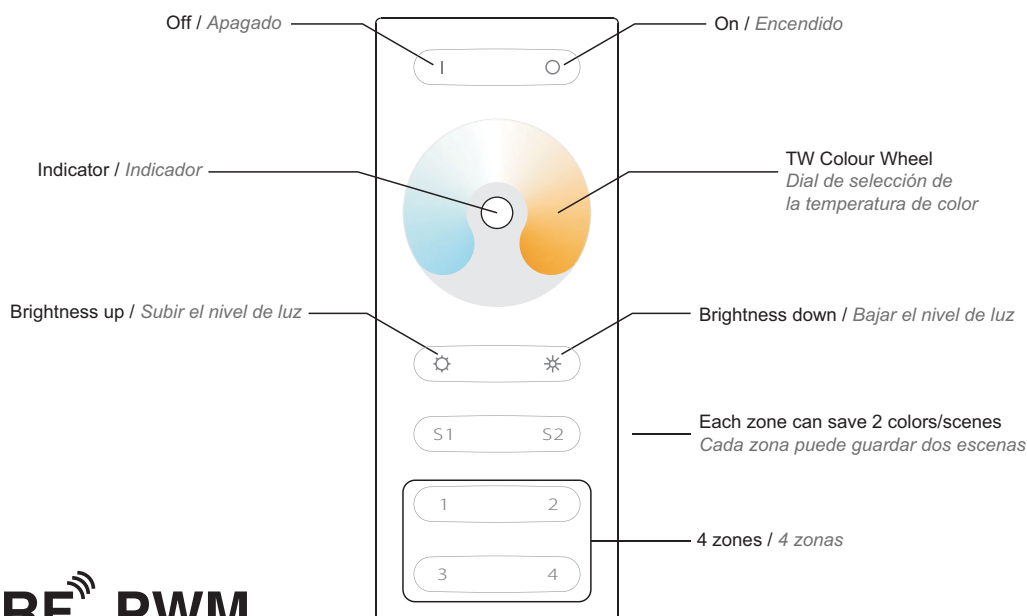 Off / Apagado
On / Encendido
I O
Indicator / Indicador
TW Colour Wheel
Dial de selección de
la temperatura de color
Brightness up / Subir el nivel de luz
Brightness down / Bajar el nivel de luz
S1 S2
Each zone can save 2 colors/scenes
Cada zona puede guardar dos escenas
1 2
4 zones / 4 zonas
3 4
RF PWM